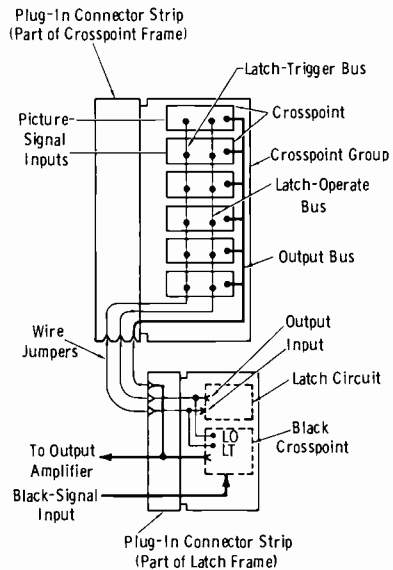 Plug-In Connector Strip
(Part of Crosspoint Frame)
Latch-Trigger Bus
Picture-
Signal
Inputs
Crosspoint
Crosspoint Group
Latch-Operate
Bus
Output Bus
Wire
Jumpers
Output
Input
Latch Circuit
LO
LT
Black
Crosspoint
To Output
Amplifier
Black-Signal
Input
Plug-In Connector Strip
(Part of Latch Frame)